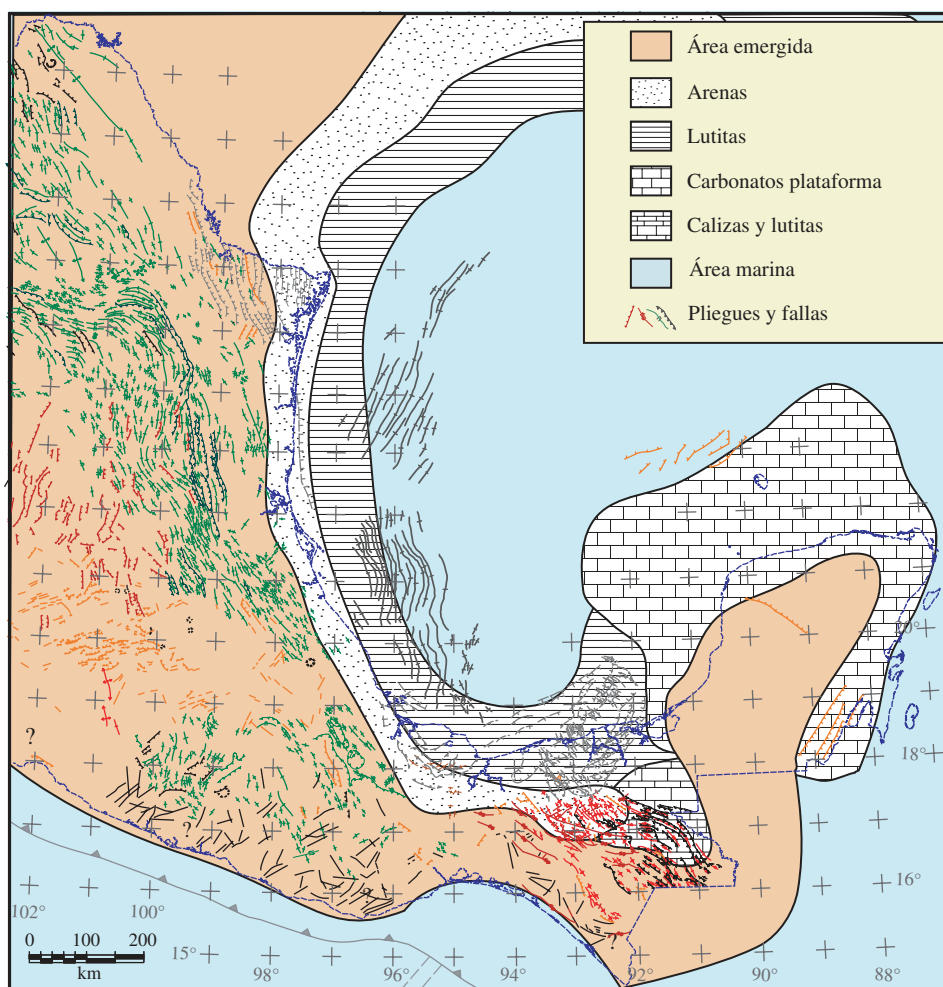 Área emergida
Arenas
Lutitas
Carbonatos plataforma
Calizas y lutitas
Área marina
Pliegues y fallas
20°
?
18°
?
?
16°
102°
100°
?
0 100 200
km
15°
98°
96°
94°
92°
90°
88°